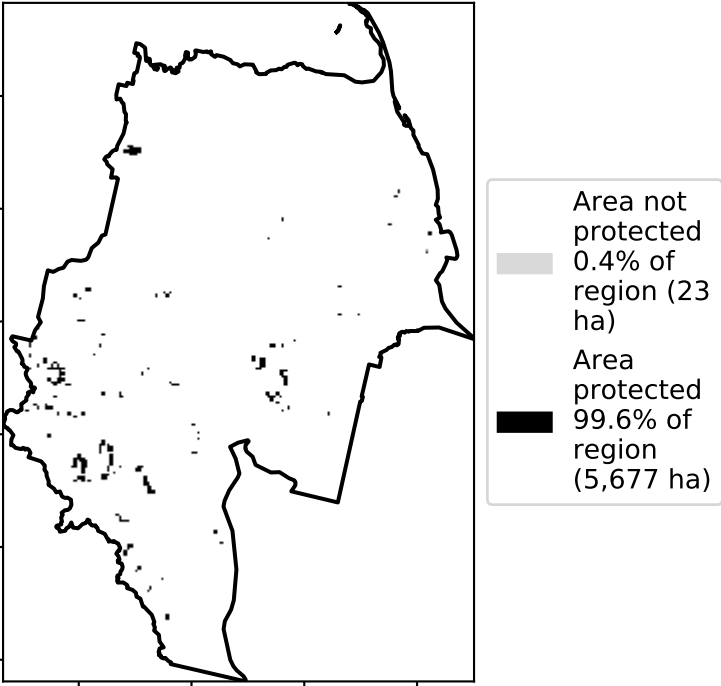 Area not
protected
0.4% of
region (23
ha)
Area
protected
99.6% of
region
(5,677 ha)